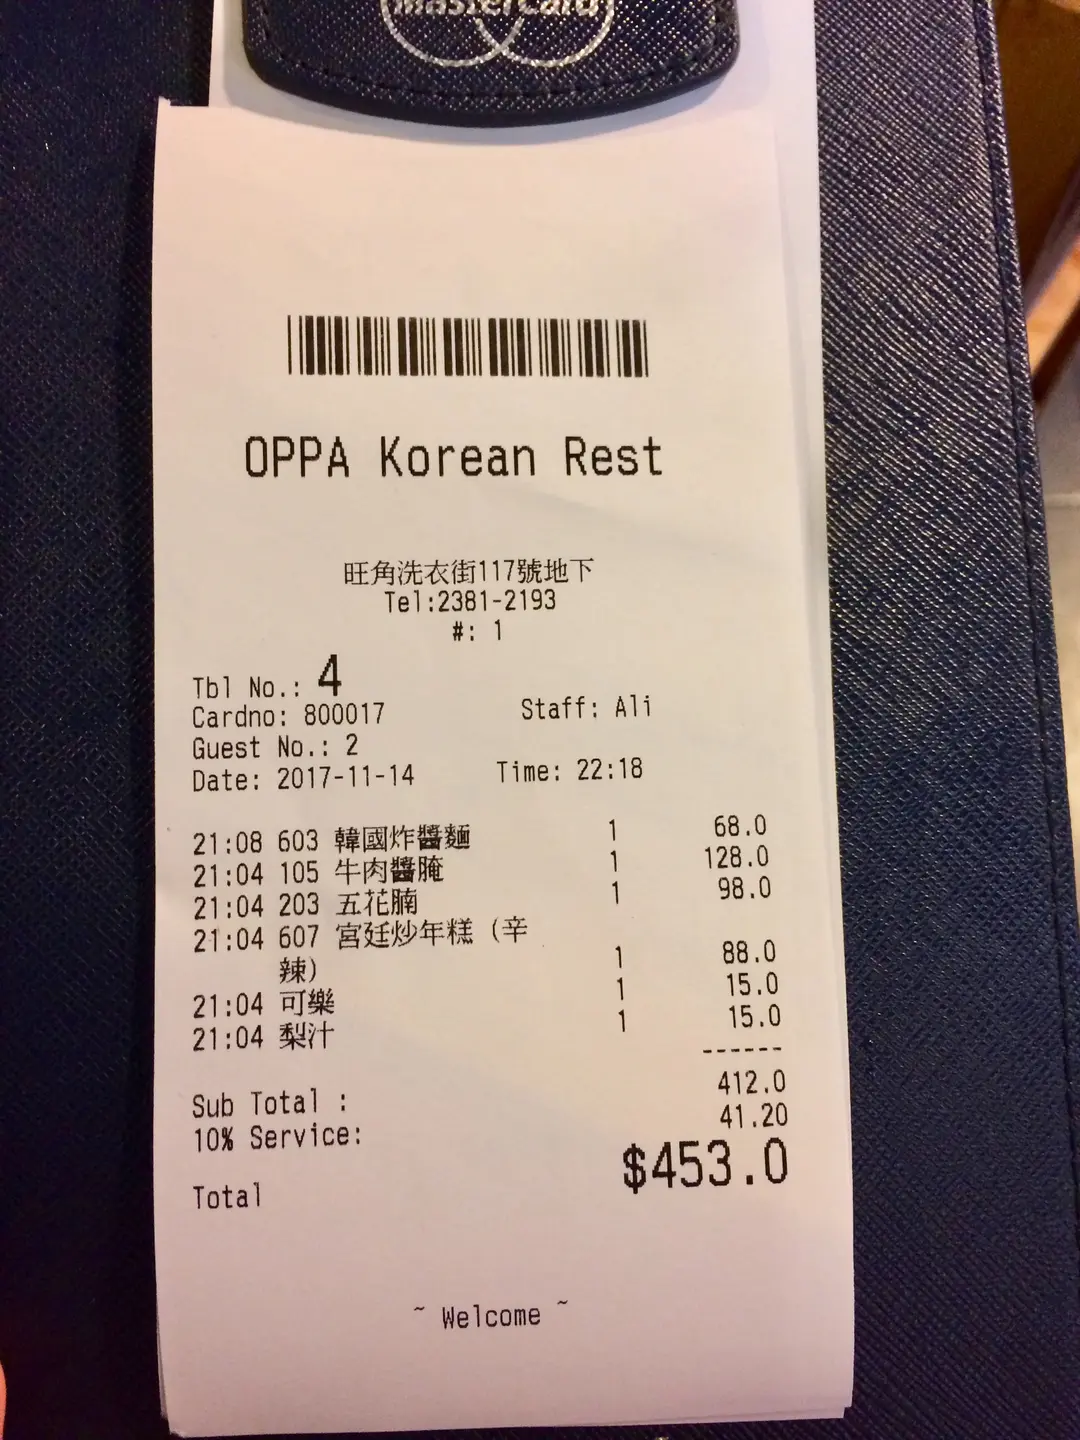 mastercard
OPPA Korean Rest
旺角洗衣街117號地下
Tel:2381-2193
#: 1
Tbl No.: 4
Cardno: 800017 Staff: Ali
Guest No.: 2
Date: 2017-11-14 Time: 22:18
21:08 603 韓國炸醬麵 1 68.0
21:04 105 牛肉醬腌 1 128.0
21:04 203 五花腩 1 98.0
21:04 607 宮廷炒年糕 (辛
辣) 1 88.0
21:04 可樂 1 15.0
21:04 梨汁 1 15.0
------
Sub Total : 412.0
10% Service: 41.20
Total $453.0
~ Welcome ~